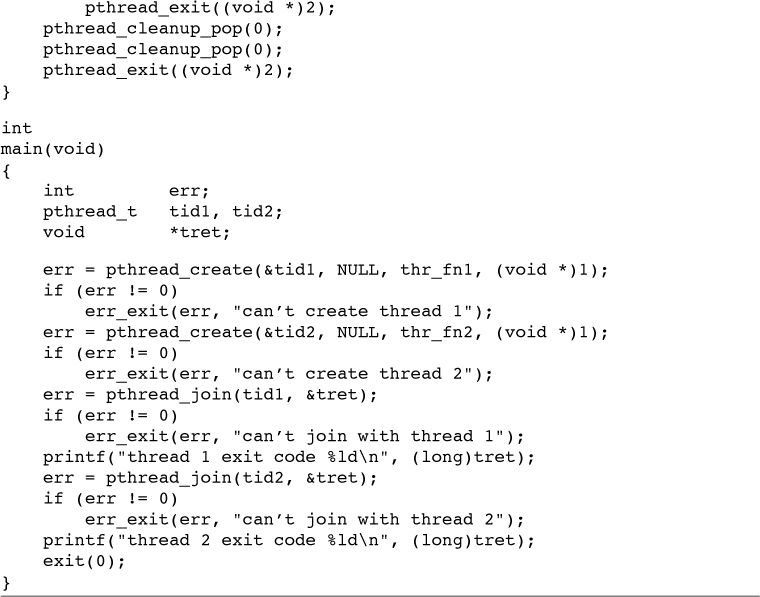 pthread_exit((void *)2);
    pthread_cleanup_pop(0);
    pthread_cleanup_pop(0);
    pthread_exit((void *)2);
}
int
main(void)
{
    int         err;
    pthread_t   tid1, tid2;
    void        *tret;
    err = pthread_create(&tid1, NULL, thr_fn1, (void *)1);
    if (err != 0)
        err_exit(err, "can’t create thread 1");
    err = pthread_create(&tid2, NULL, thr_fn2, (void *)1);
    if (err != 0)
        err_exit(err, "can’t create thread 2");
    err = pthread_join(tid1, &tret);
    if (err != 0)
        err_exit(err, "can’t join with thread 1");
    printf("thread 1 exit code %ld\n", (long)tret);
    err = pthread_join(tid2, &tret);
    if (err != 0)
        err_exit(err, "can’t join with thread 2");
    printf("thread 2 exit code %ld\n", (long)tret);
    exit(0);
}